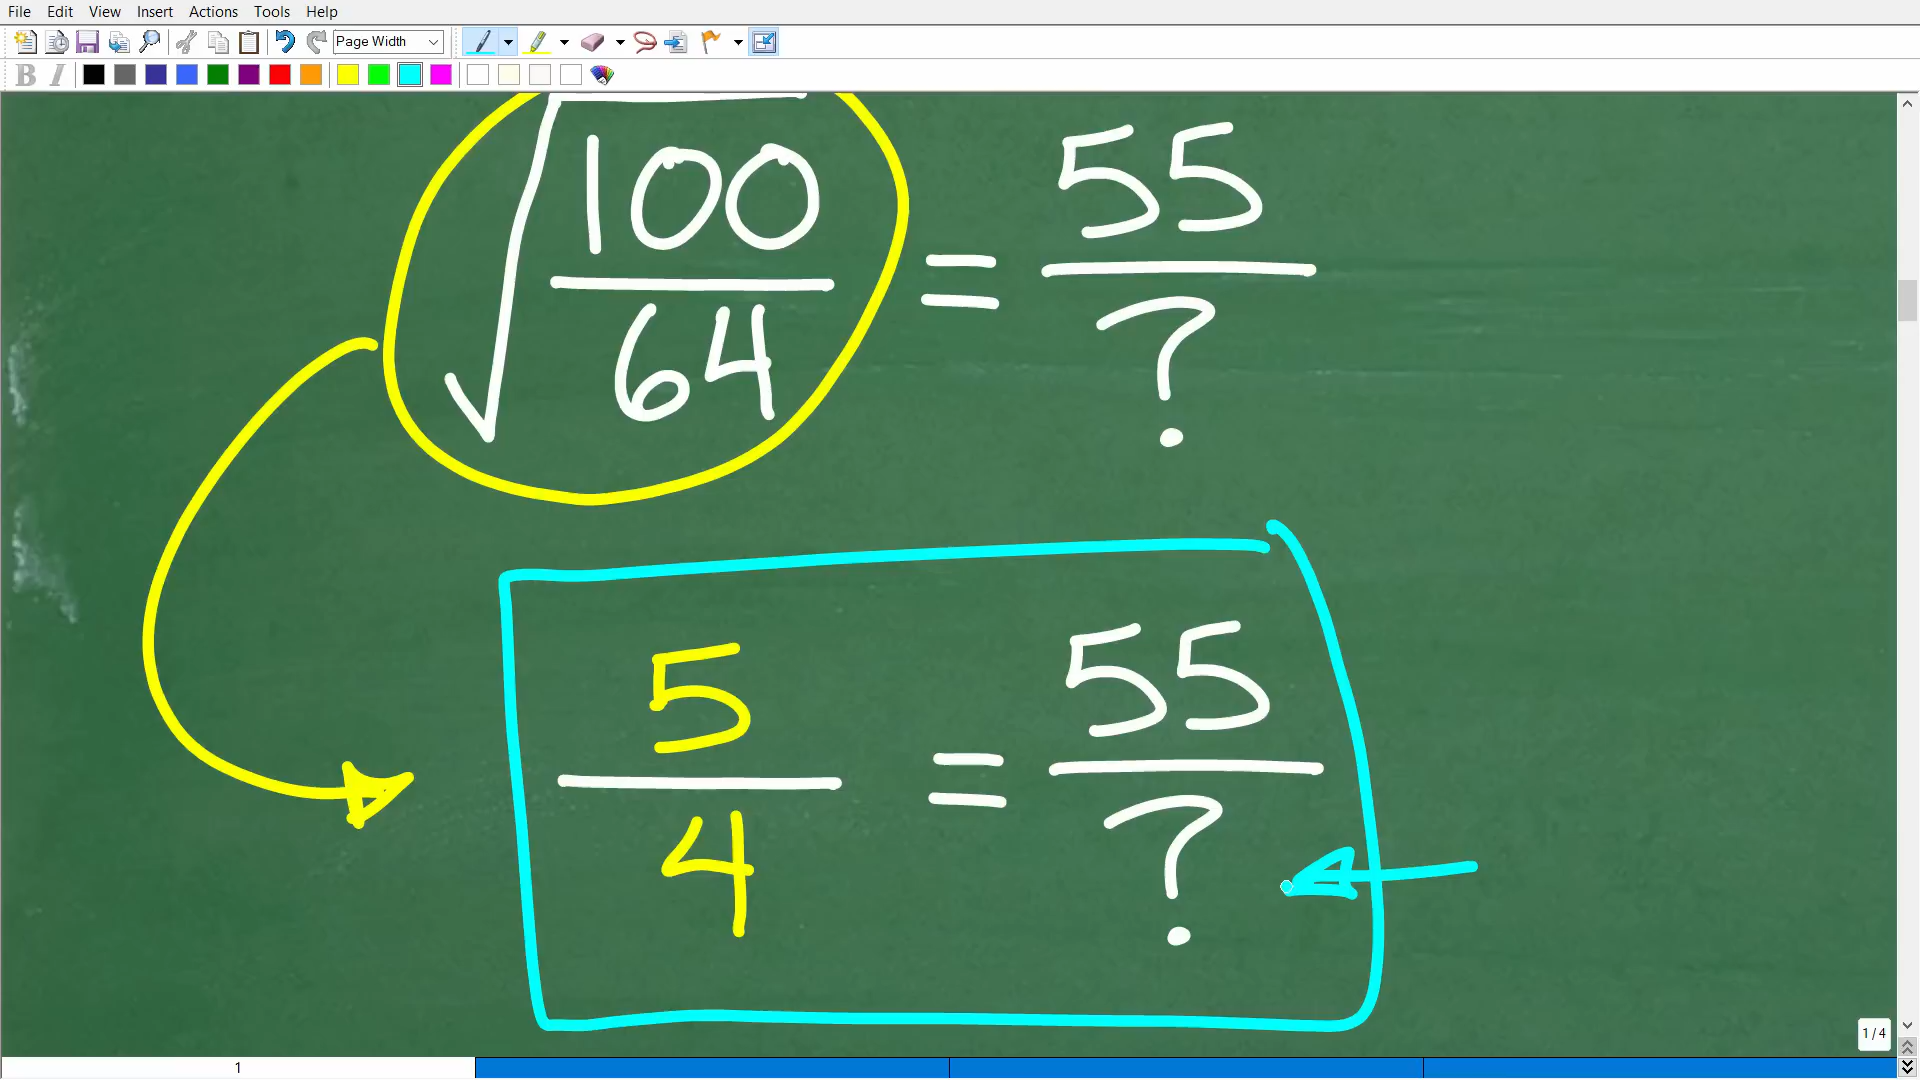 File Edit View Insert Actions Tools Help
Page Width
B I
√100/64 = 55/?
5/4 = 55/?
1 / 4
1